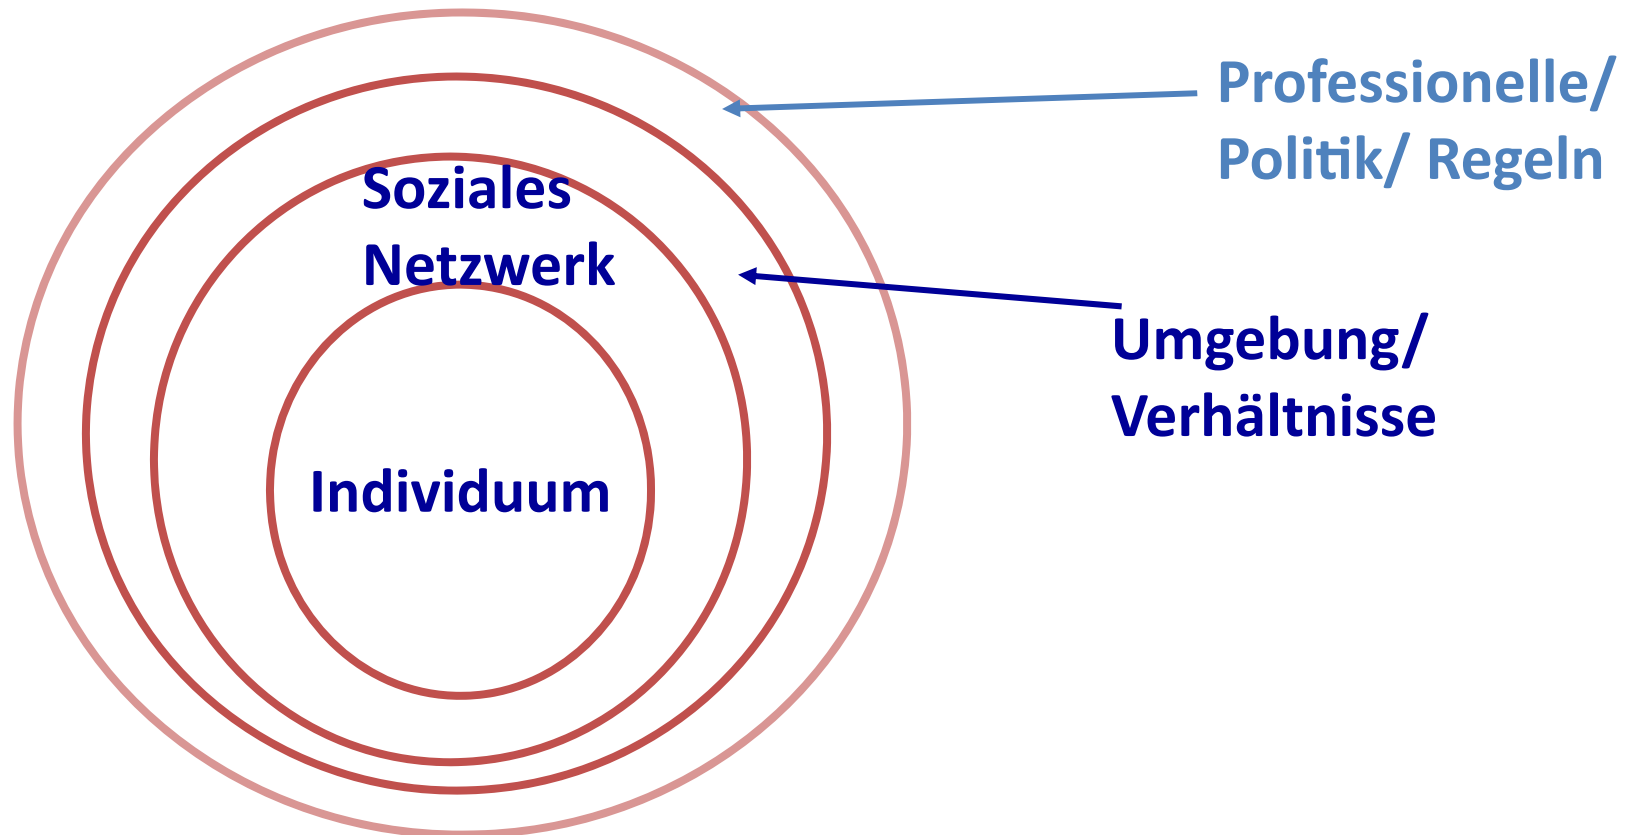 Professionelle/
Politik/ Regeln
Soziales
Netzwerk
Umgebung/
Verhältnisse
Individuum